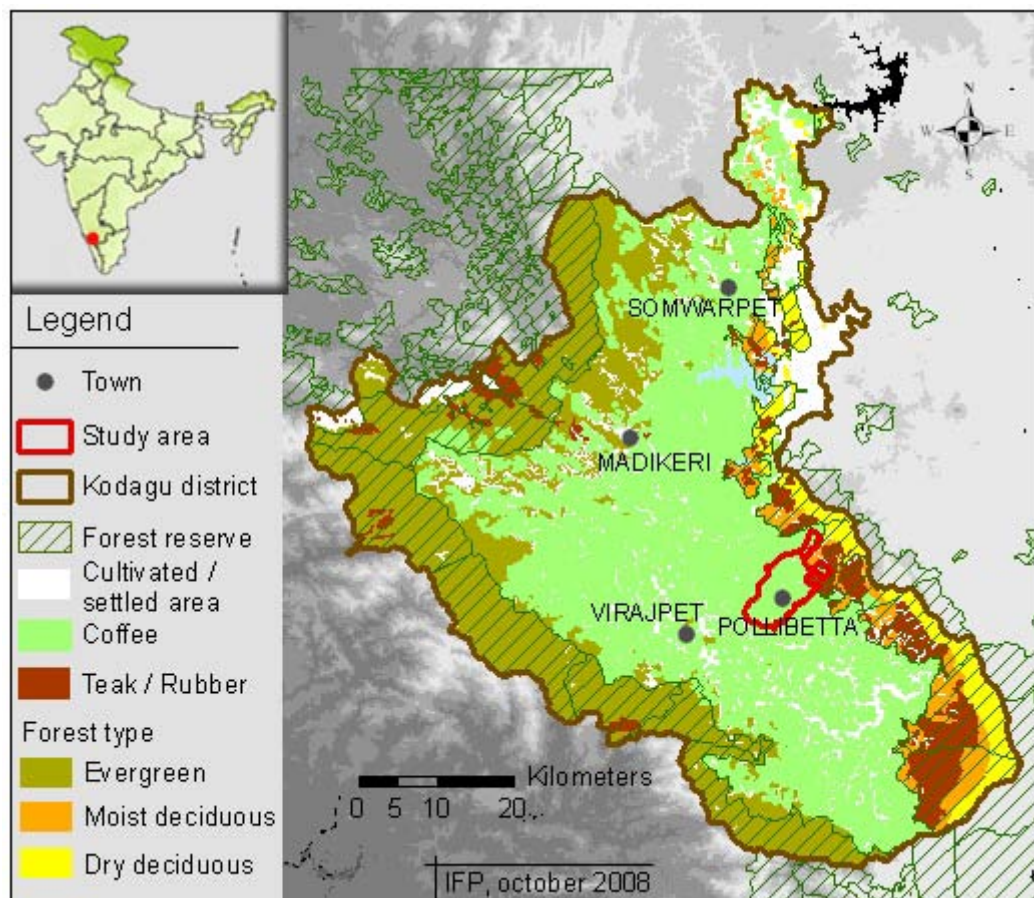 N
W
E
S
Legend
Town
Study area
Kodagu district
Forest reserve
Cultivated /
settled area
Coffee
Teak / Rubber
Forest type
Evergreen
Moist deciduous
Dry deciduous
SOMWARPET
MADIKERI
VIRAJPET
POLLIBETTA
Kilometers
0 5 10 20
IFP, october 2008